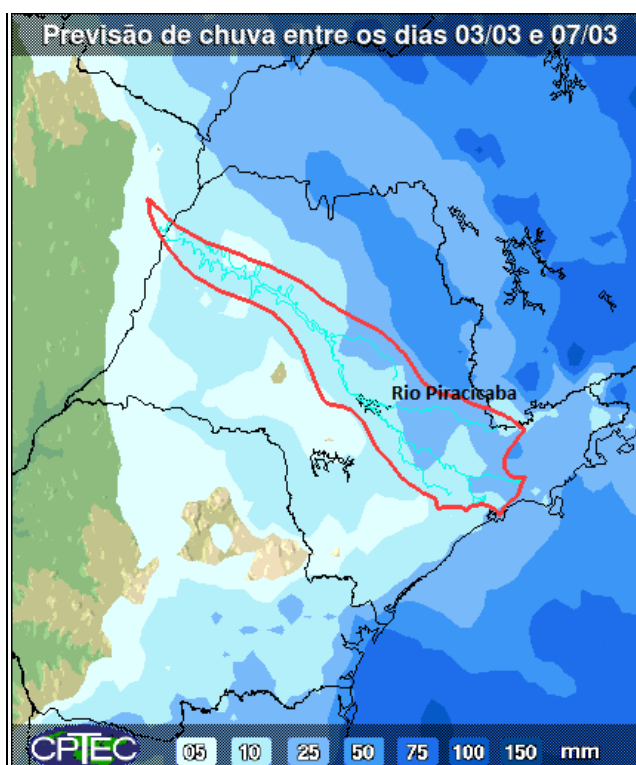 Previsão de chuva entre os dias 03/03 e 07/03
Rio Piracicaba
CPTEC 05 10 25 50 75 100 150 mm